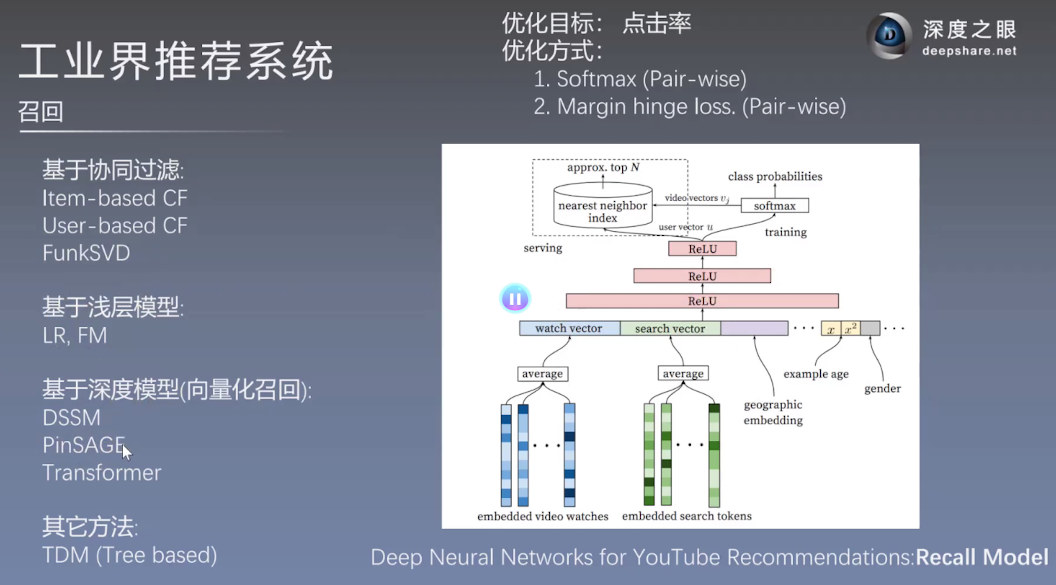 工业界推荐系统
召回
优化目标： 点击率
优化方式：
1. Softmax (Pair-wise)
2. Margin hinge loss. (Pair-wise)
深度之眼
deepshare.net
基于协同过滤:
Item-based CF
User-based CF
FunkSVD
基于浅层模型:
LR, FM
基于深度模型(向量化召回):
DSSM
PinSAGE
Transformer
其它方法:
TDM (Tree based)
approx. top N
class probabilities
nearest neighbor
index
video vectors vj
softmax
user vector u
serving
training
ReLU
ReLU
ReLU
watch vector
search vector
x
x²
average
average
example age
gender
geographic
embedding
embedded video watches
embedded search tokens
Deep Neural Networks for YouTube Recommendations:Recall Model